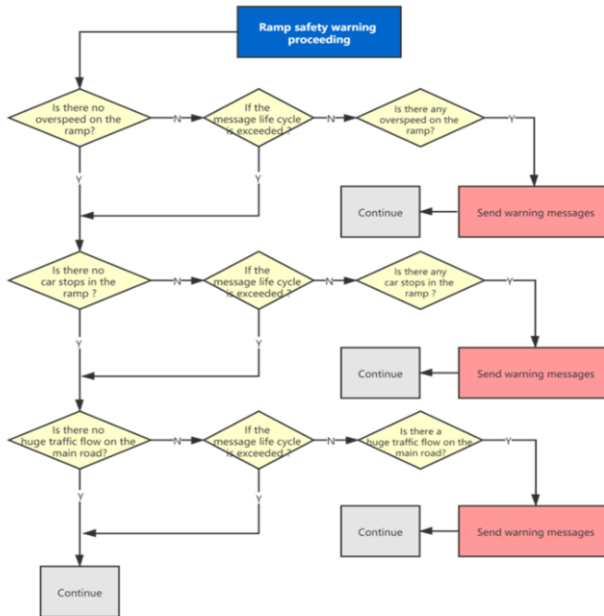 Ramp safety warning
proceeding
Is there no
overspeed on the
ramp?
N
If the
message life cycle
is exceeded ?
N
Is there any
overspeed on the
ramp?
Y
Y
Y
Continue
Send warning messages
Is there no
car stops in the
ramp ?
N
If the
message life cycle
is exceeded ?
N
Is there any
car stops in the
ramp ?
Y
Y
Y
Continue
Send warning messages
Is there no
huge traffic flow on the
main road?
N
If the
message life cycle
is exceeded ?
N
Is there a
huge traffic flow on the
main road?
Y
Y
Y
Continue
Send warning messages
Continue